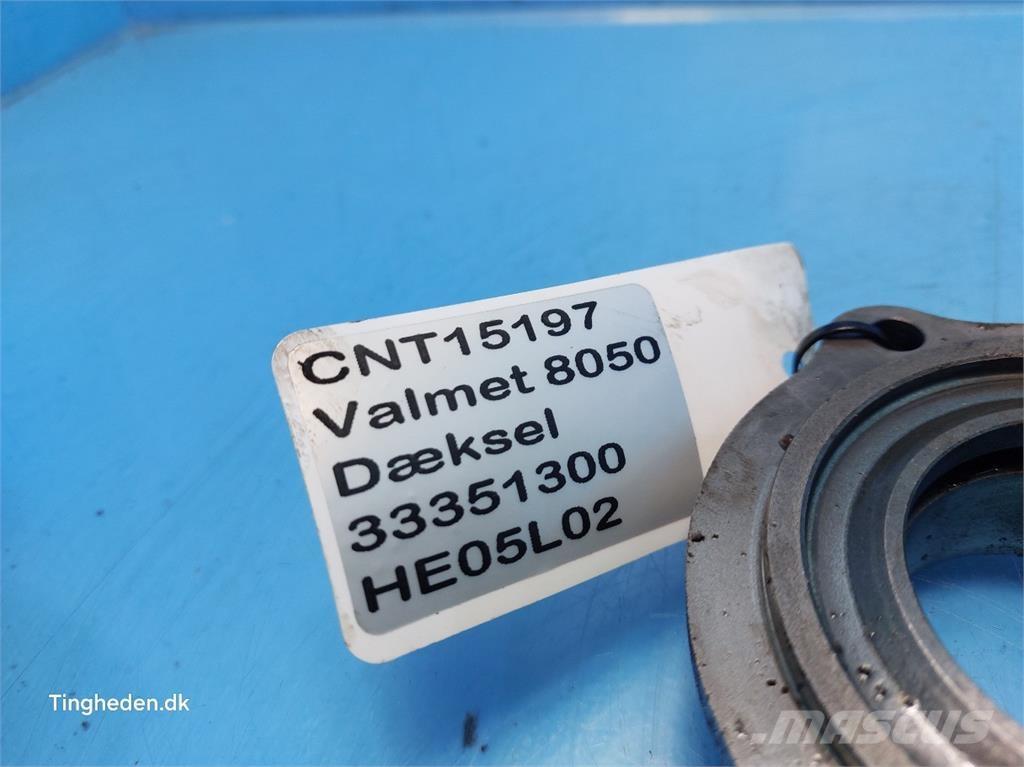 CNT15197
Valmet 8050
Dæksel
33351300
HE05L02
Tingheden.dk
MASCUS